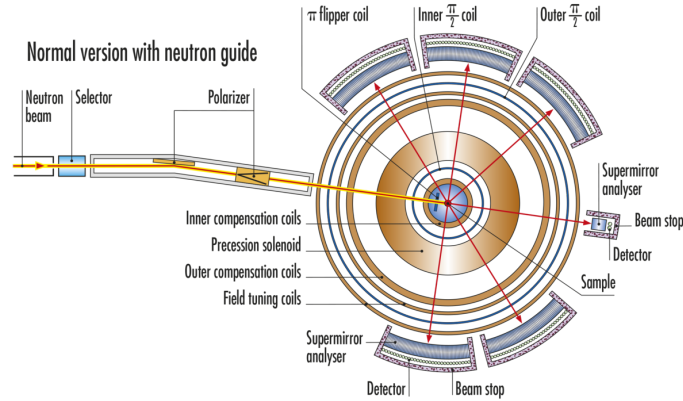 π flipper coil
Inner π/2 coil
Outer π/2 coil
Normal version with neutron guide
Neutron
beam
Selector
Polarizer
Supermirror
analyser
Beam stop
Detector
Inner compensation coils
Precession solenoid
Outer compensation coils
Field tuning coils
Sample
Supermirror
analyser
Detector
Beam stop